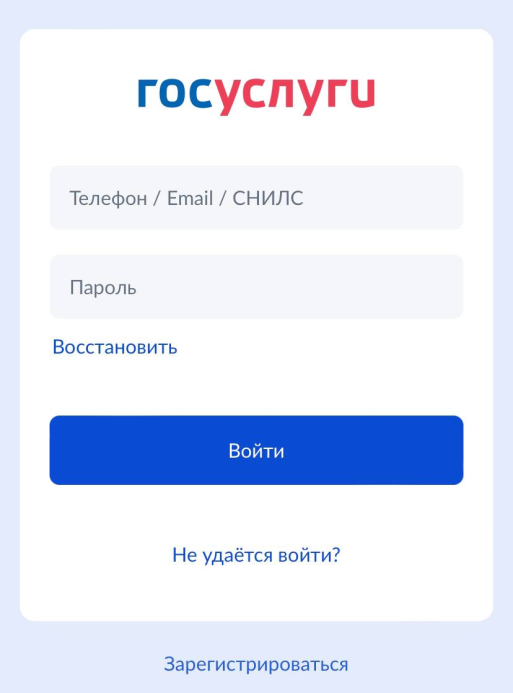 госуслуги
Телефон / Email / СНИЛС
Пароль
Восстановить
Войти
Не удаётся войти?
Зарегистрироваться